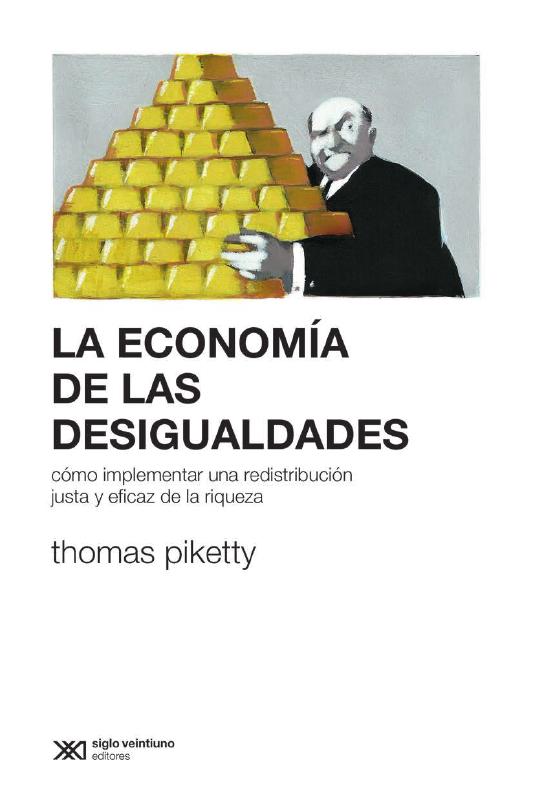 LA ECONOMÍA
DE LAS
DESIGUALDADES
cómo implementar una redistribución
justa y eficaz de la riqueza
thomas piketty
siglo veintiuno
editores